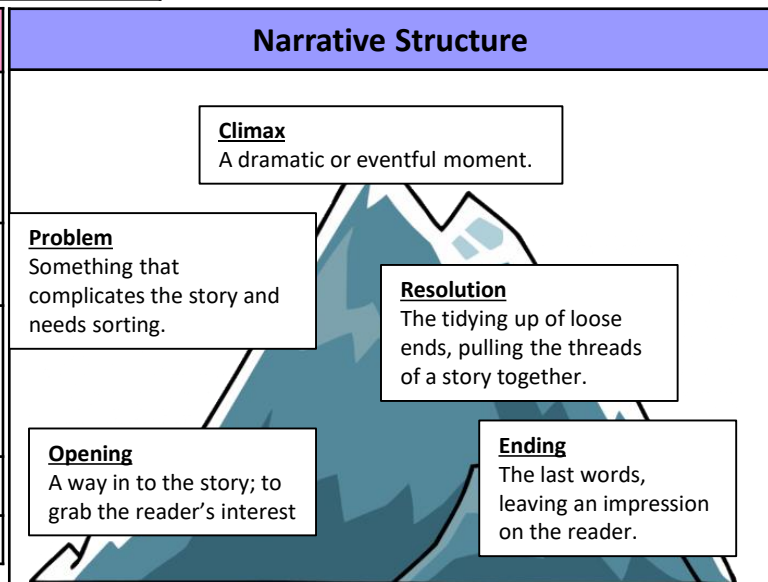 Narrative Structure
Climax
A dramatic or eventful moment.
Problem
Something that
complicates the story and
needs sorting.
Resolution
The tidying up of loose
ends, pulling the threads
of a story together.
Opening
A way in to the story; to
grab the reader’s interest
Ending
The last words,
leaving an impression
on the reader.